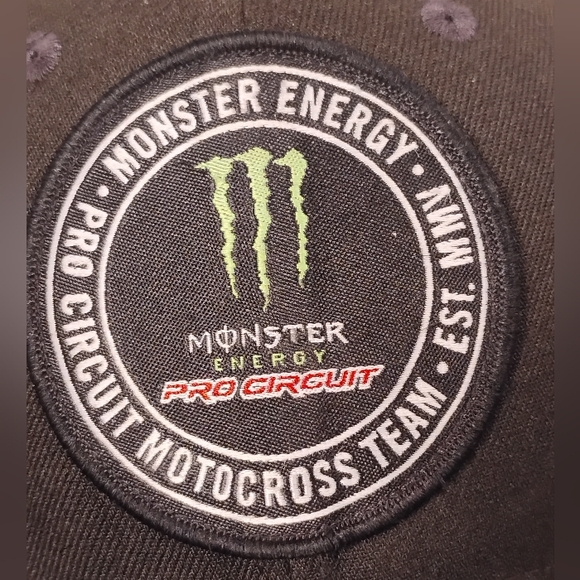 • MONSTER ENERGY •
EST. MMV •
PRO CIRCUIT MOTOCROSS TEAM
MONSTER
ENERGY
PRO CIRCUIT